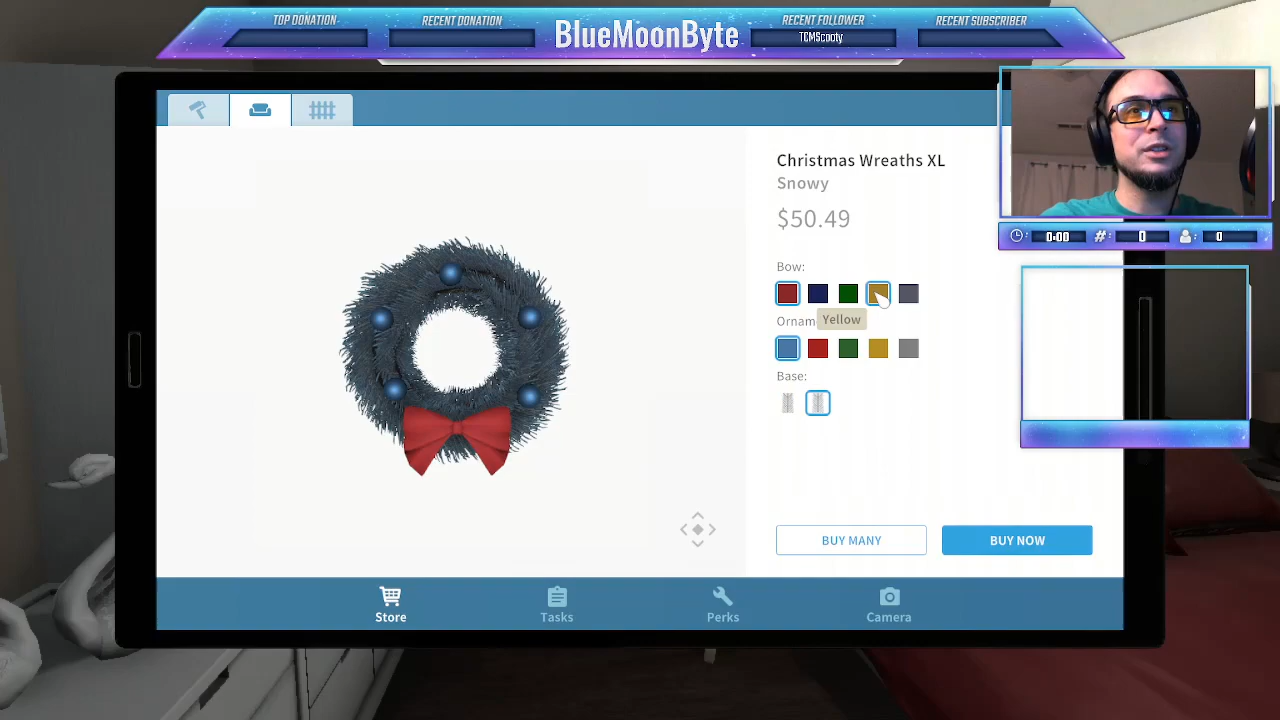 TOP DONATION
RECENT DONATION
BlueMoonByte
RECENT FOLLOWER
TCMScooty
RECENT SUBSCRIBER
Christmas Wreaths XL
Snowy
$50.49
Bow:
Yellow
Ornam
Base:
BUY MANY
BUY NOW
0:00
#: 0
: 0
Store
Tasks
Perks
Camera